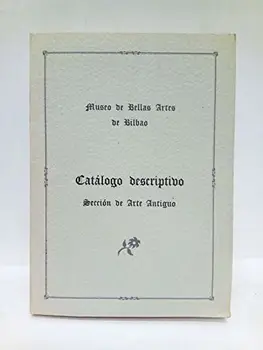 Museo de Bellas Artes
de Bilbao
Catálogo descriptivo
Sección de Arte Antiguo